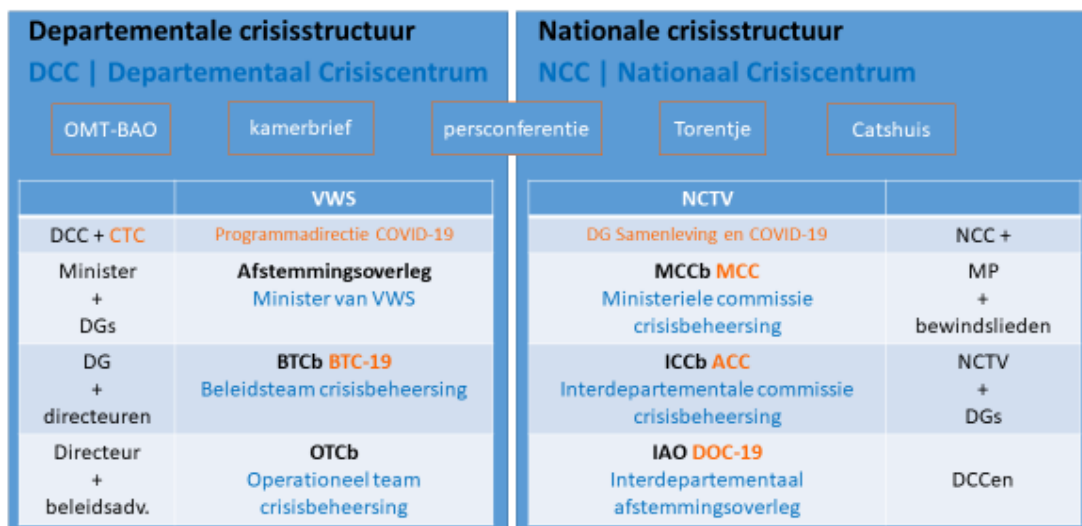 Departementale crisisstructuur
DCC | Departementaal Crisiscentrum
Nationale crisisstructuur
NCC | Nationaal Crisiscentrum
OMT-BAO
kamerbrief
persconferentie
Torentje
Catshuis
VWS
DCC + CTC
Programmadirectie COVID-19
Minister
+
DGs
Afstemmingsoverleg
Minister van VWS
DG
+
directeuren
BTCb BTC-19
Beleidsteam crisisbeheersing
Directeur
+
beleidsadv.
OTCb
Operationeel team
crisisbeheersing
NCTV
DG Samenleving en COVID-19
NCC +
MCCb MCC
Ministeriele commissie
crisisbeheersing
MP
+
bewindslieden
ICCb ACC
Interdepartementale commissie
crisisbeheersing
NCTV
+
DGs
IAO DOC-19
Interdepartementaal
afstemmingsoverleg
DCCen